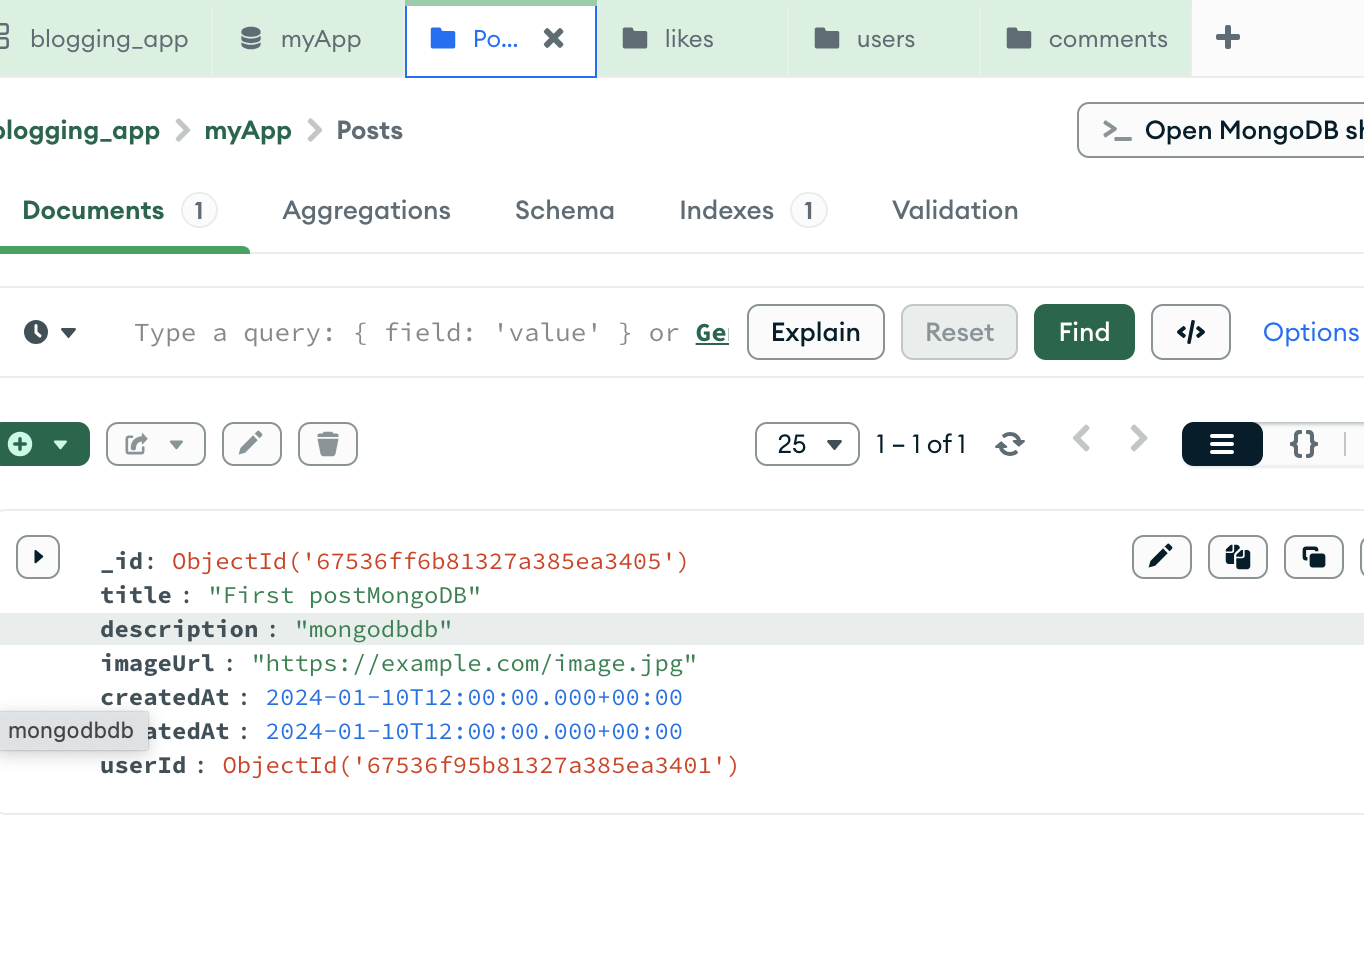 blogging_app myApp Po... likes users comments
blogging_app > myApp > Posts
>_ Open MongoDB sh
Documents 1 Aggregations Schema Indexes 1 Validation
Type a query: { field: 'value' } or Ge
Explain Reset Find </> Options
25 1 – 1 of 1 {}
_id: ObjectId('67536ff6b81327a385ea3405')
title : "First postMongoDB"
description : "mongodbdb"
imageUrl : "https://example.com/image.jpg"
createdAt : 2024-01-10T12:00:00.000+00:00
mongodbdb
atedAt : 2024-01-10T12:00:00.000+00:00
userId : ObjectId('67536f95b81327a385ea3401')